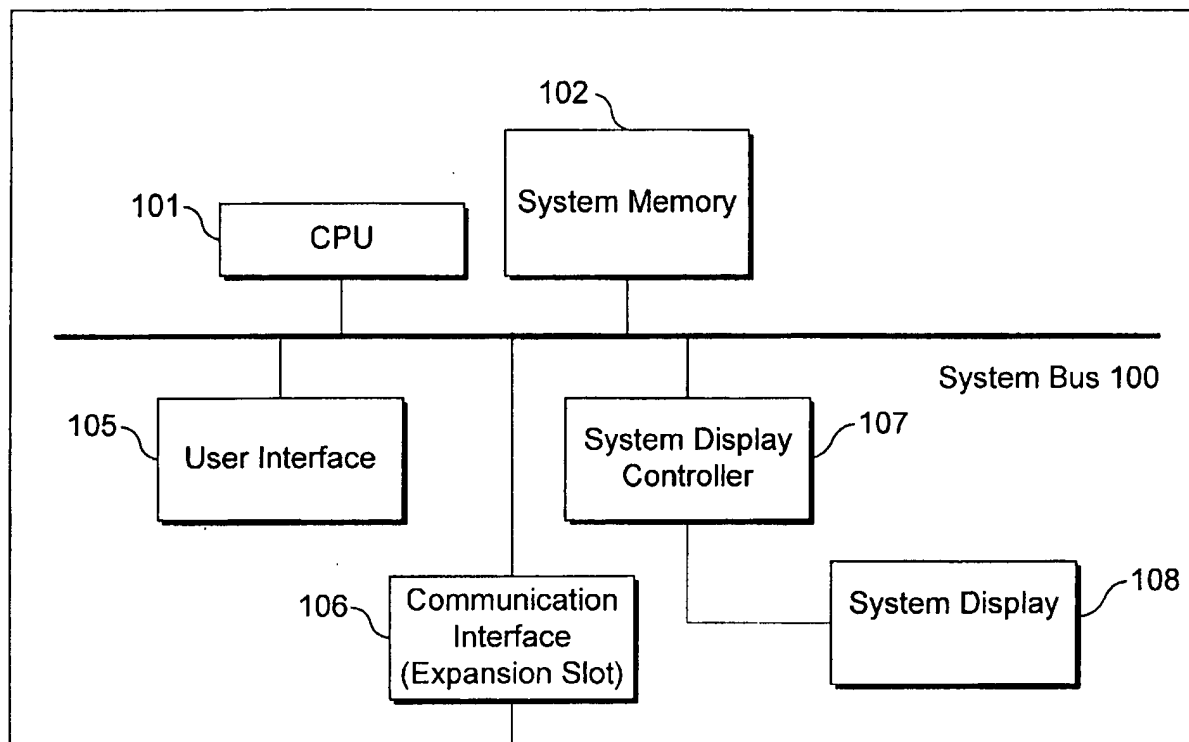 102
System Memory
101
CPU
System Bus 100
105
User Interface
107
System Display
Controller
106
Communication
Interface
(Expansion Slot)
108
System Display